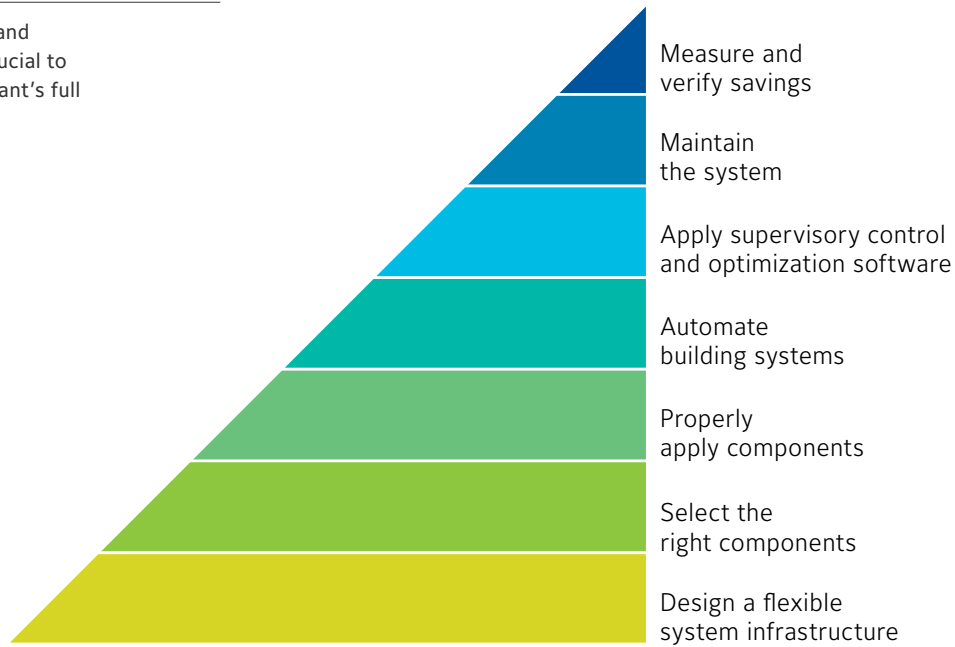 and
ucial to
ant's full
Measure and
verify savings
Maintain
the system
Apply supervisory control
and optimization software
Automate
building systems
Properly
apply components
Select the
right components
Design a flexible
system infrastructure